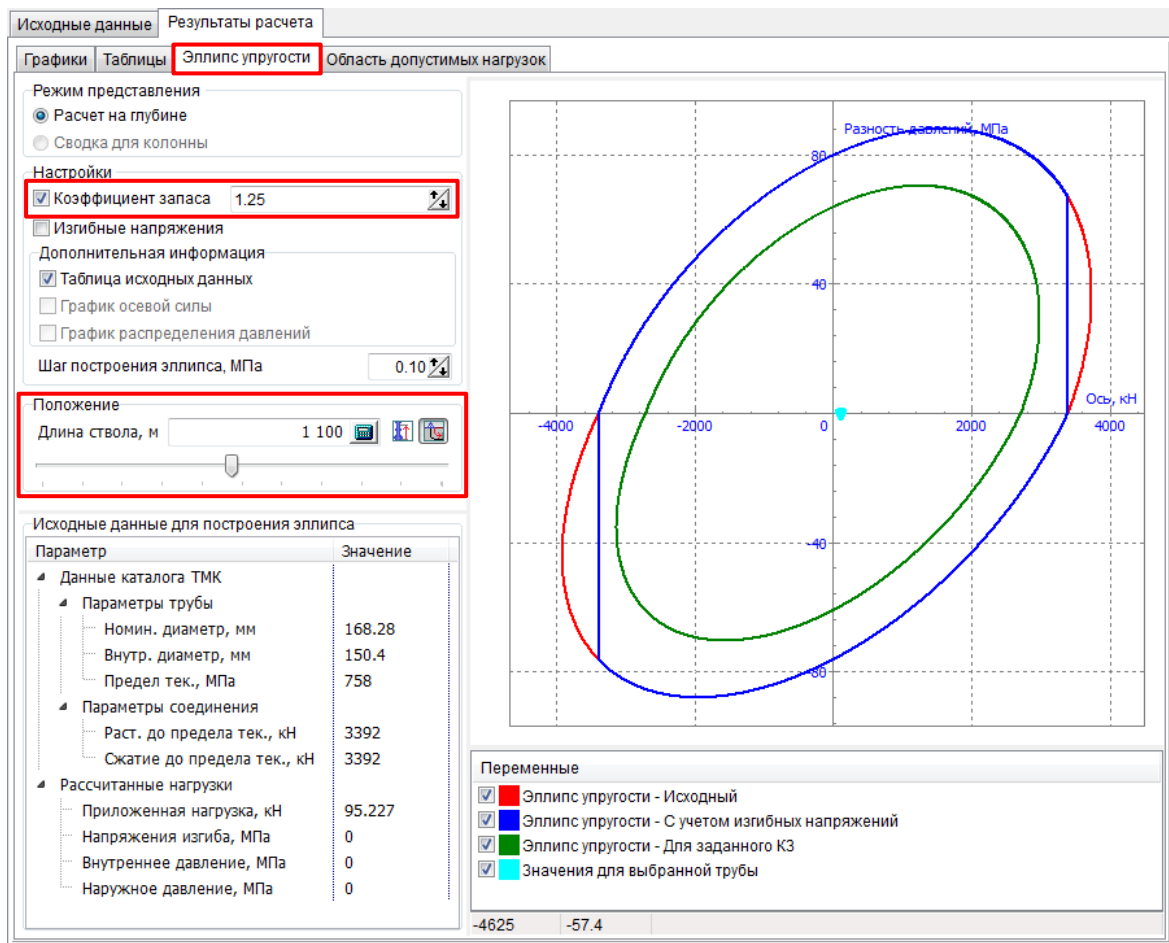 Исходные данные Результаты расчета
Графики Таблицы Эллипс упругости Область допустимых нагрузок
Режим представления
Расчет на глубине
Сводка для колонны
Настройки
Коэффициент запаса 1.25
Изгибные напряжения
Дополнительная информация
Таблица исходных данных
График осевой силы
График распределения давлений
Шаг построения эллипса, МПа 0.10
Положение
Длина ствола, м 1 100
Исходные данные для построения эллипса
Параметр Значение
Данные каталога ТМК
Параметры трубы
Номин. диаметр, мм 168.28
Внутр. диаметр, мм 150.4
Предел тек., МПа 758
Параметры соединения
Раст. до предела тек., кН 3392
Сжатие до предела тек., кН 3392
Рассчитанные нагрузки
Приложенная нагрузка, кН 95.227
Напряжения изгиба, МПа 0
Внутреннее давление, МПа 0
Наружное давление, МПа 0
Разность давлений, МПа
80
40
Ось, кН
-4000 -2000 0 2000 4000
-40
-80
Переменные
Эллипс упругости - Исходный
Эллипс упругости - С учетом изгибных напряжений
Эллипс упругости - Для заданного КЗ
Значения для выбранной трубы
-4625 -57.4